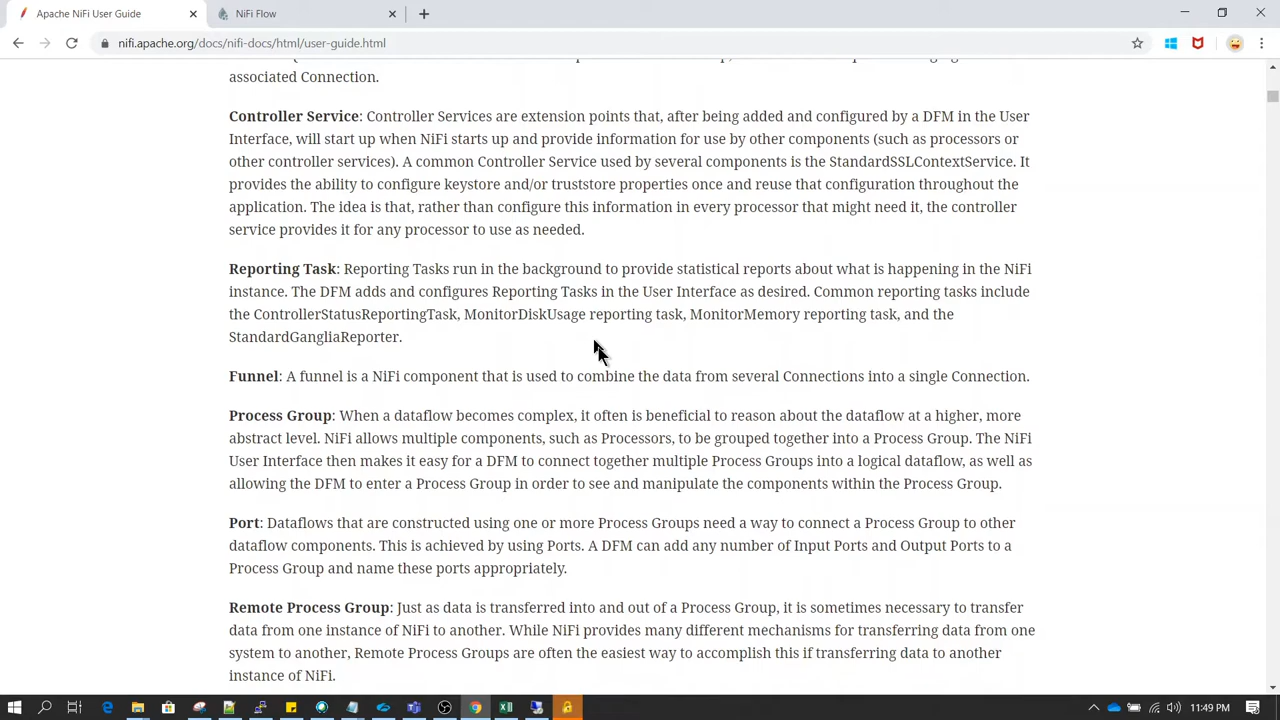 Apache NiFi User Guide
NiFi Flow
nifi.apache.org/docs/nifi-docs/html/user-guide.html
associated Connection.
Controller Service: Controller Services are extension points that, after being added and configured by a DFM in the User
Interface, will start up when NiFi starts up and provide information for use by other components (such as processors or
other controller services). A common Controller Service used by several components is the StandardSSLContextService. It
provides the ability to configure keystore and/or truststore properties once and reuse that configuration throughout the
application. The idea is that, rather than configure this information in every processor that might need it, the controller
service provides it for any processor to use as needed.
Reporting Task: Reporting Tasks run in the background to provide statistical reports about what is happening in the NiFi
instance. The DFM adds and configures Reporting Tasks in the User Interface as desired. Common reporting tasks include
the ControllerStatusReportingTask, MonitorDiskUsage reporting task, MonitorMemory reporting task, and the
StandardGangliaReporter.
Funnel: A funnel is a NiFi component that is used to combine the data from several Connections into a single Connection.
Process Group: When a dataflow becomes complex, it often is beneficial to reason about the dataflow at a higher, more
abstract level. NiFi allows multiple components, such as Processors, to be grouped together into a Process Group. The NiFi
User Interface then makes it easy for a DFM to connect together multiple Process Groups into a logical dataflow, as well as
allowing the DFM to enter a Process Group in order to see and manipulate the components within the Process Group.
Port: Dataflows that are constructed using one or more Process Groups need a way to connect a Process Group to other
dataflow components. This is achieved by using Ports. A DFM can add any number of Input Ports and Output Ports to a
Process Group and name these ports appropriately.
Remote Process Group: Just as data is transferred into and out of a Process Group, it is sometimes necessary to transfer
data from one instance of NiFi to another. While NiFi provides many different mechanisms for transferring data from one
system to another, Remote Process Groups are often the easiest way to accomplish this if transferring data to another
instance of NiFi.
11:49 PM